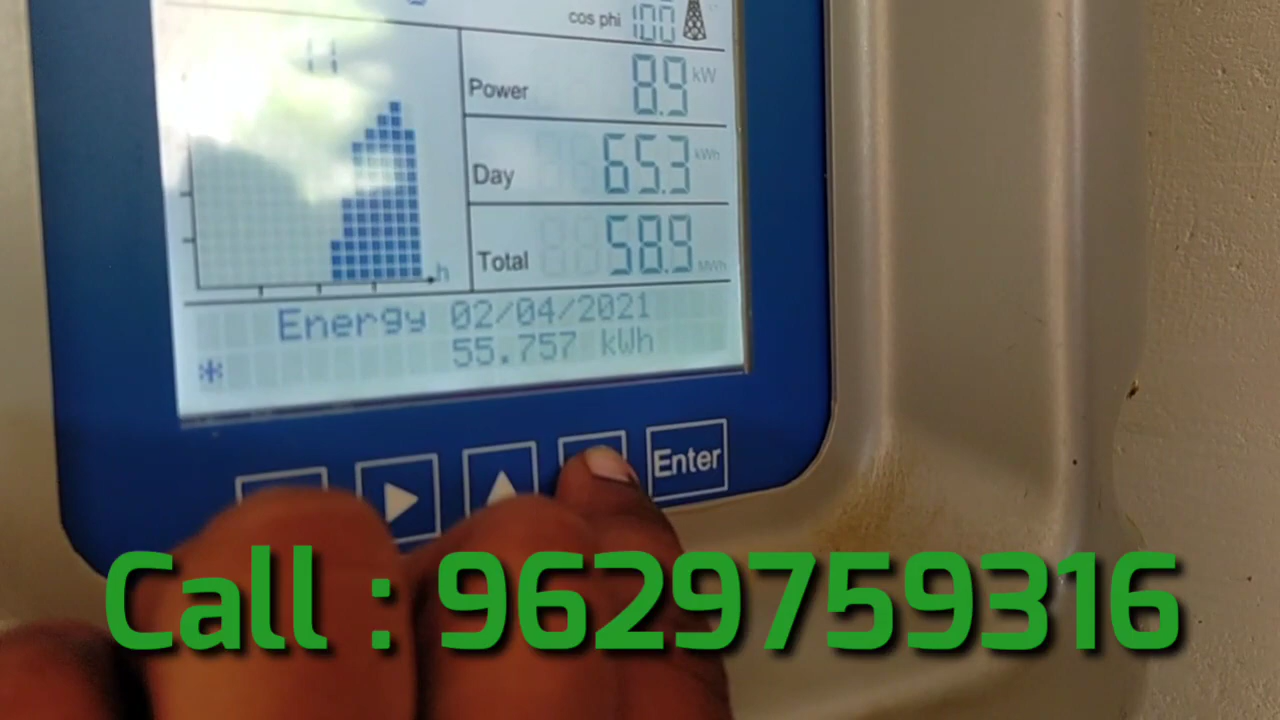 cos phi 100
Power 8.9 kW
Day 65.3 kWh
Total 58.9 MWh
h
Energy 02/04/2021
* 55.757 kWh
Enter
Call : 9629759316